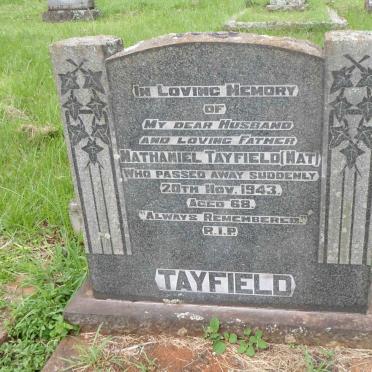 In Loving Memory
OF
My dear Husband
and Loving Father
Nathaniel Tayfield (Nat)
Who passed away suddenly
20th Nov. 1943.
Aged 68.
"Always Remembered."
R.I.P.
TAYFIELD